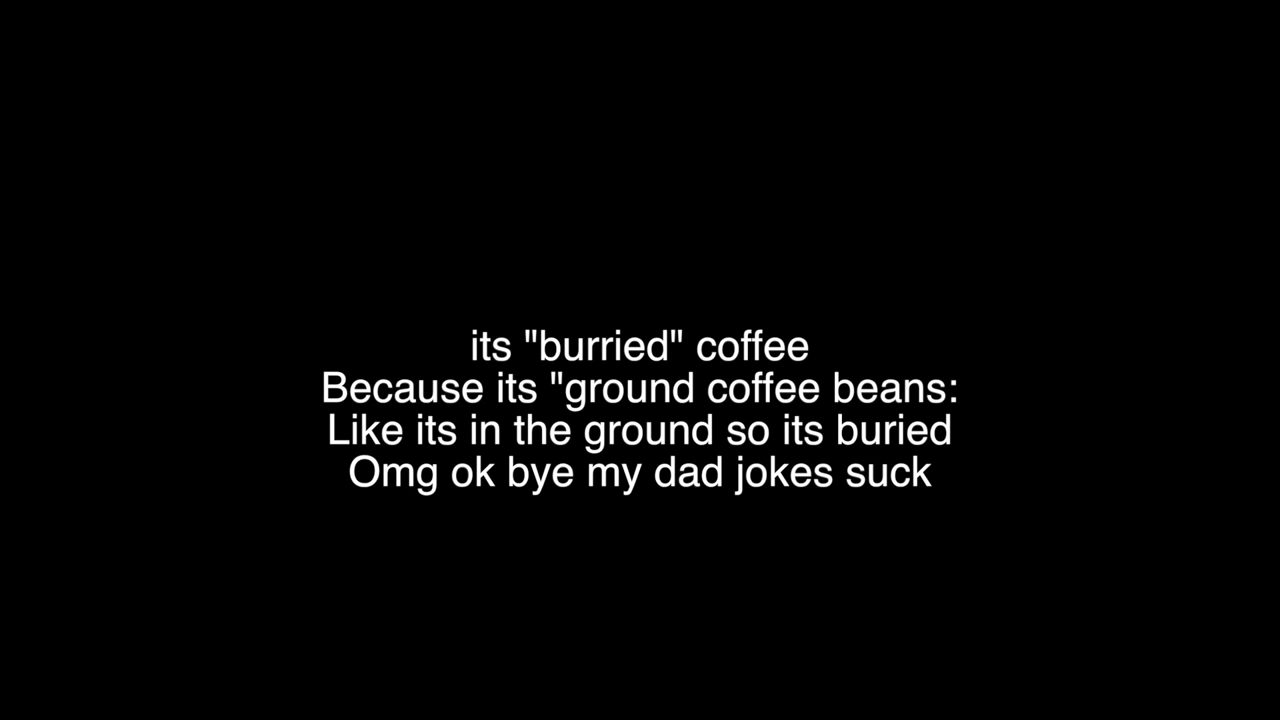 its "burried" coffee
Because its "ground coffee beans:
Like its in the ground so its buried
Omg ok bye my dad jokes suck